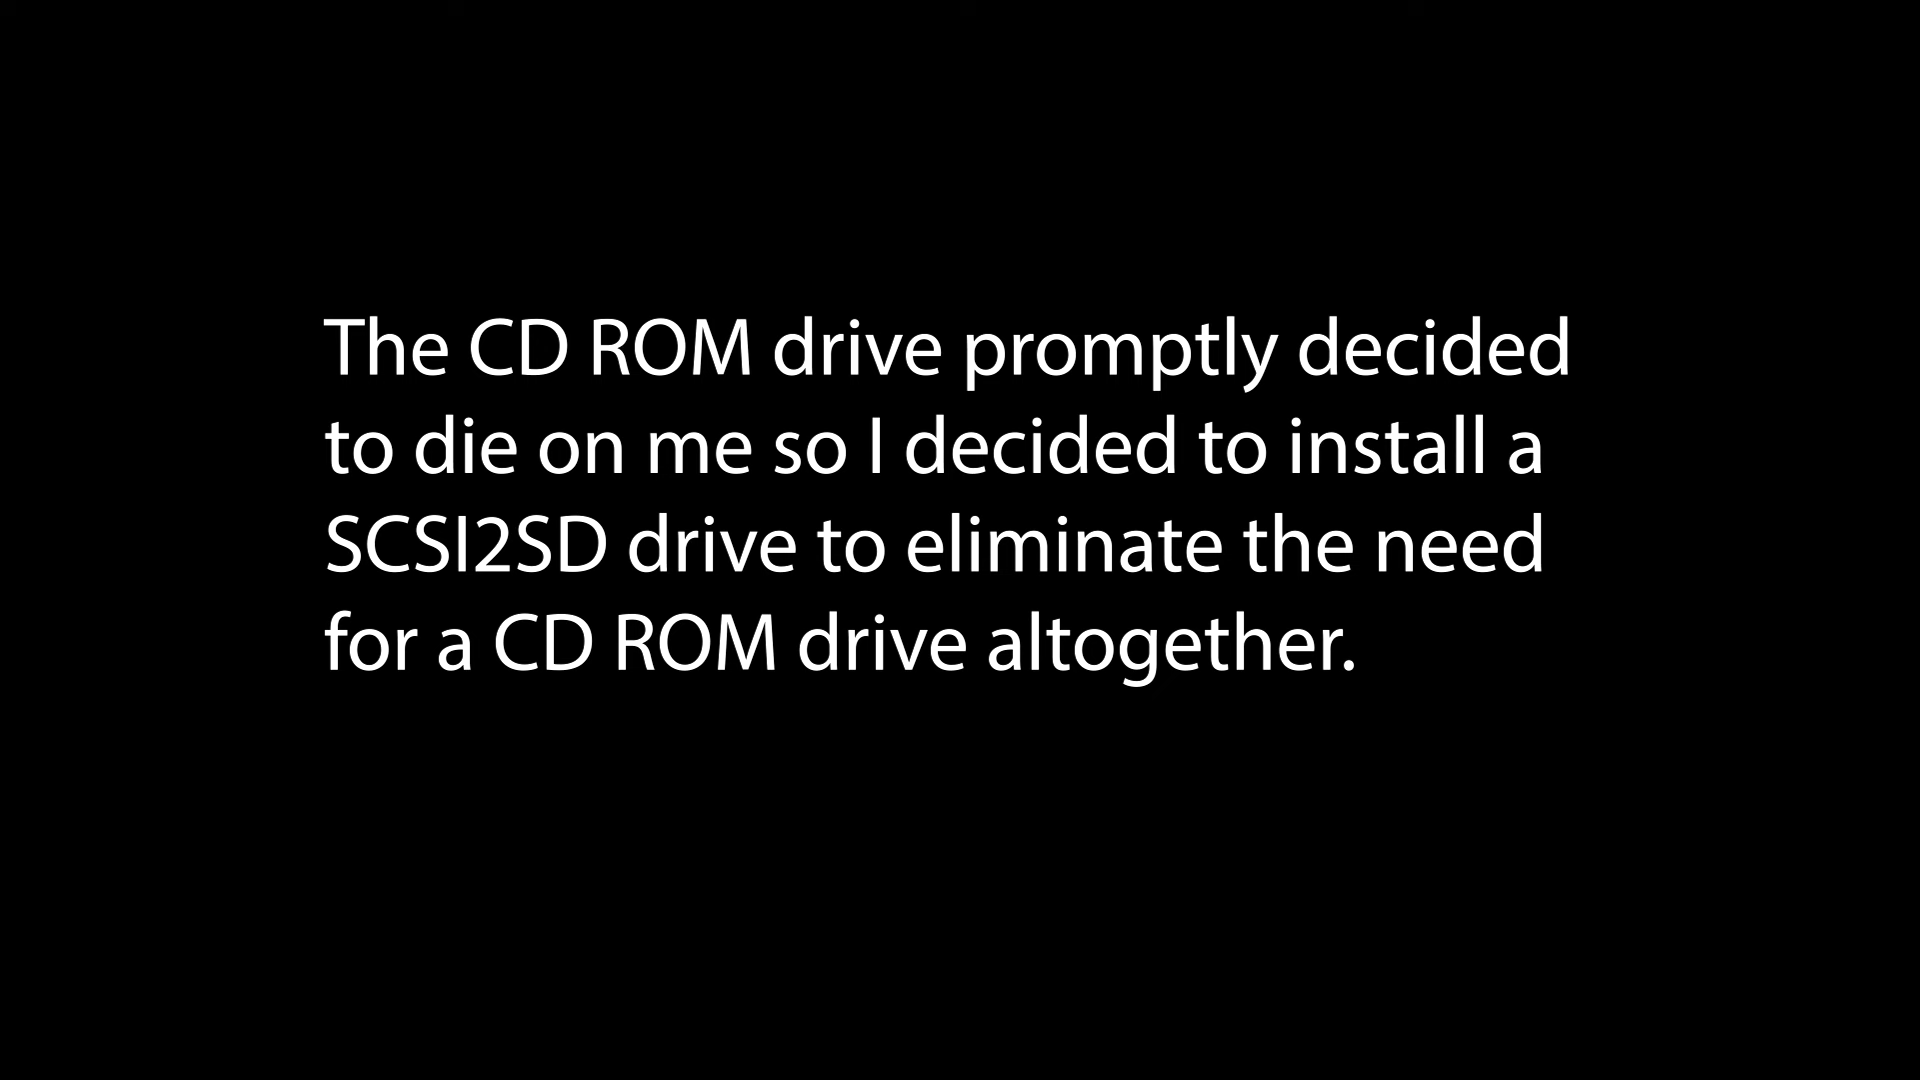 The CD ROM drive promptly decided
to die on me so I decided to install a
SCSI2SD drive to eliminate the need
for a CD ROM drive altogether.